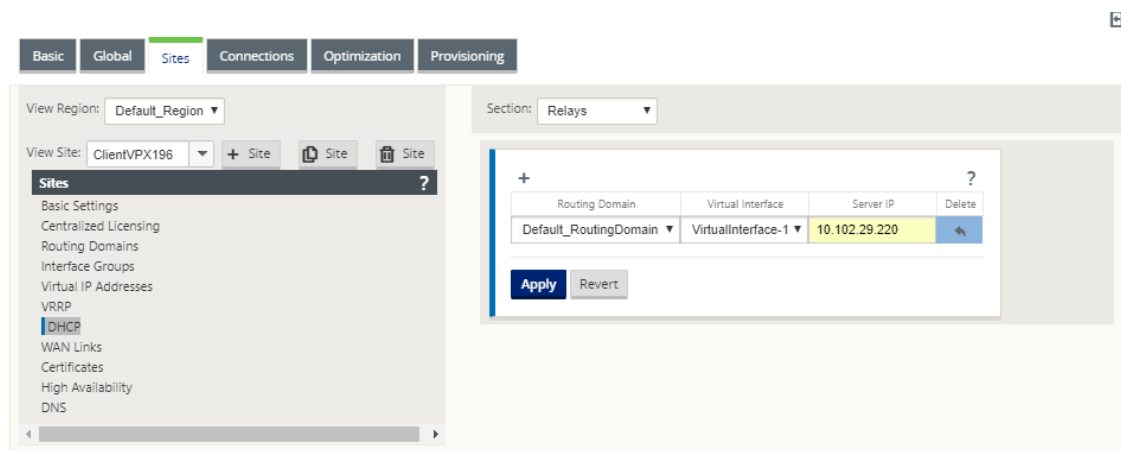 Basic Global Sites Connections Optimization Provisioning
View Region: Default_Region
Section: Relays
View Site: ClientVPX196 + Site Site Site
Sites ?
Basic Settings
Centralized Licensing
Routing Domains
Interface Groups
Virtual IP Addresses
VRRP
DHCP
WAN Links
Certificates
High Availability
DNS
+ ?
Routing Domain Virtual Interface Server IP Delete
Default_RoutingDomain VirtualInterface-1 10.102.29.220
Apply Revert